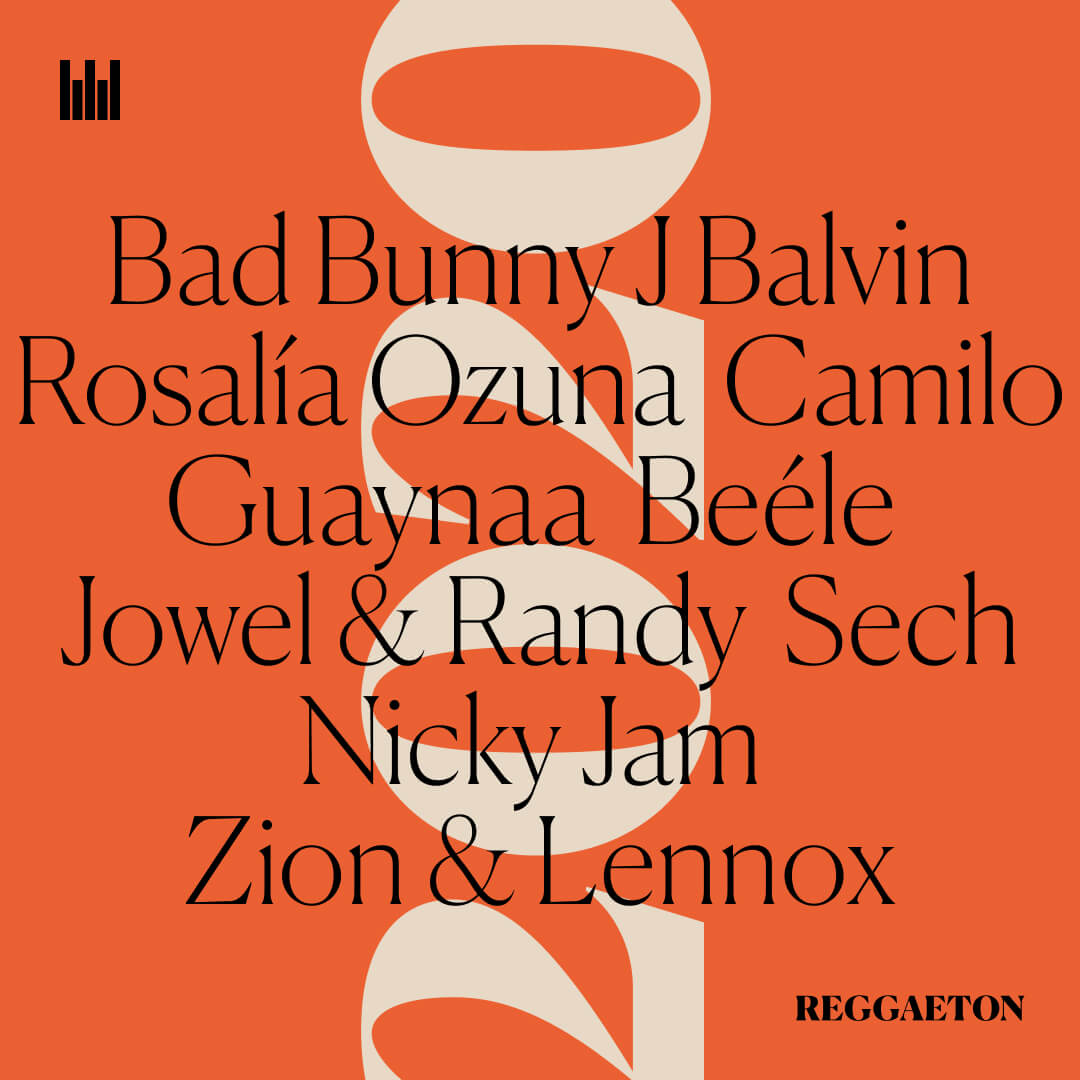 Bad Bunny J Balvin
Rosalía Ozuna Camilo
Guaynaa Beéle
Jowel & Randy Sech
Nicky Jam
Zion & Lennox
REGGAETON
2020